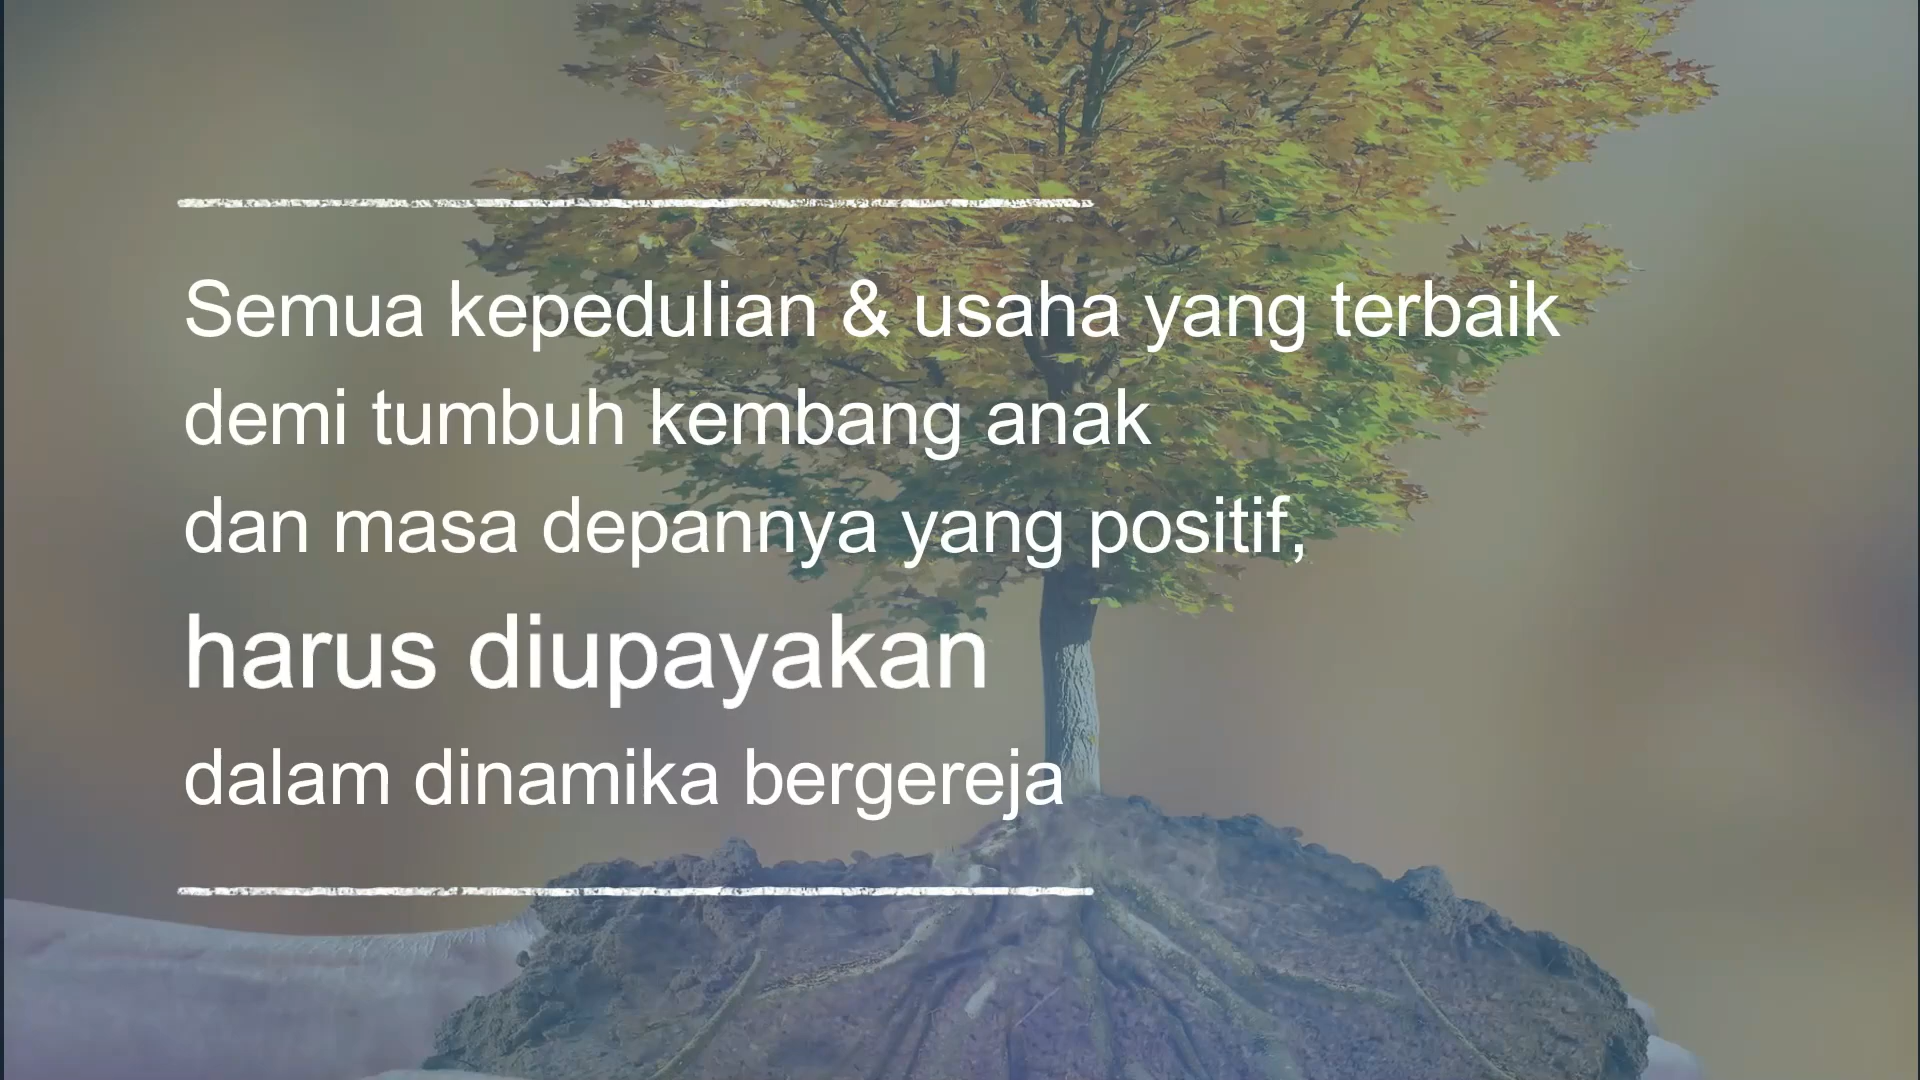 Semua kepedulian & usaha yang terbaik
demi tumbuh kembang anak
dan masa depannya yang positif,
harus diupayakan
dalam dinamika bergereja